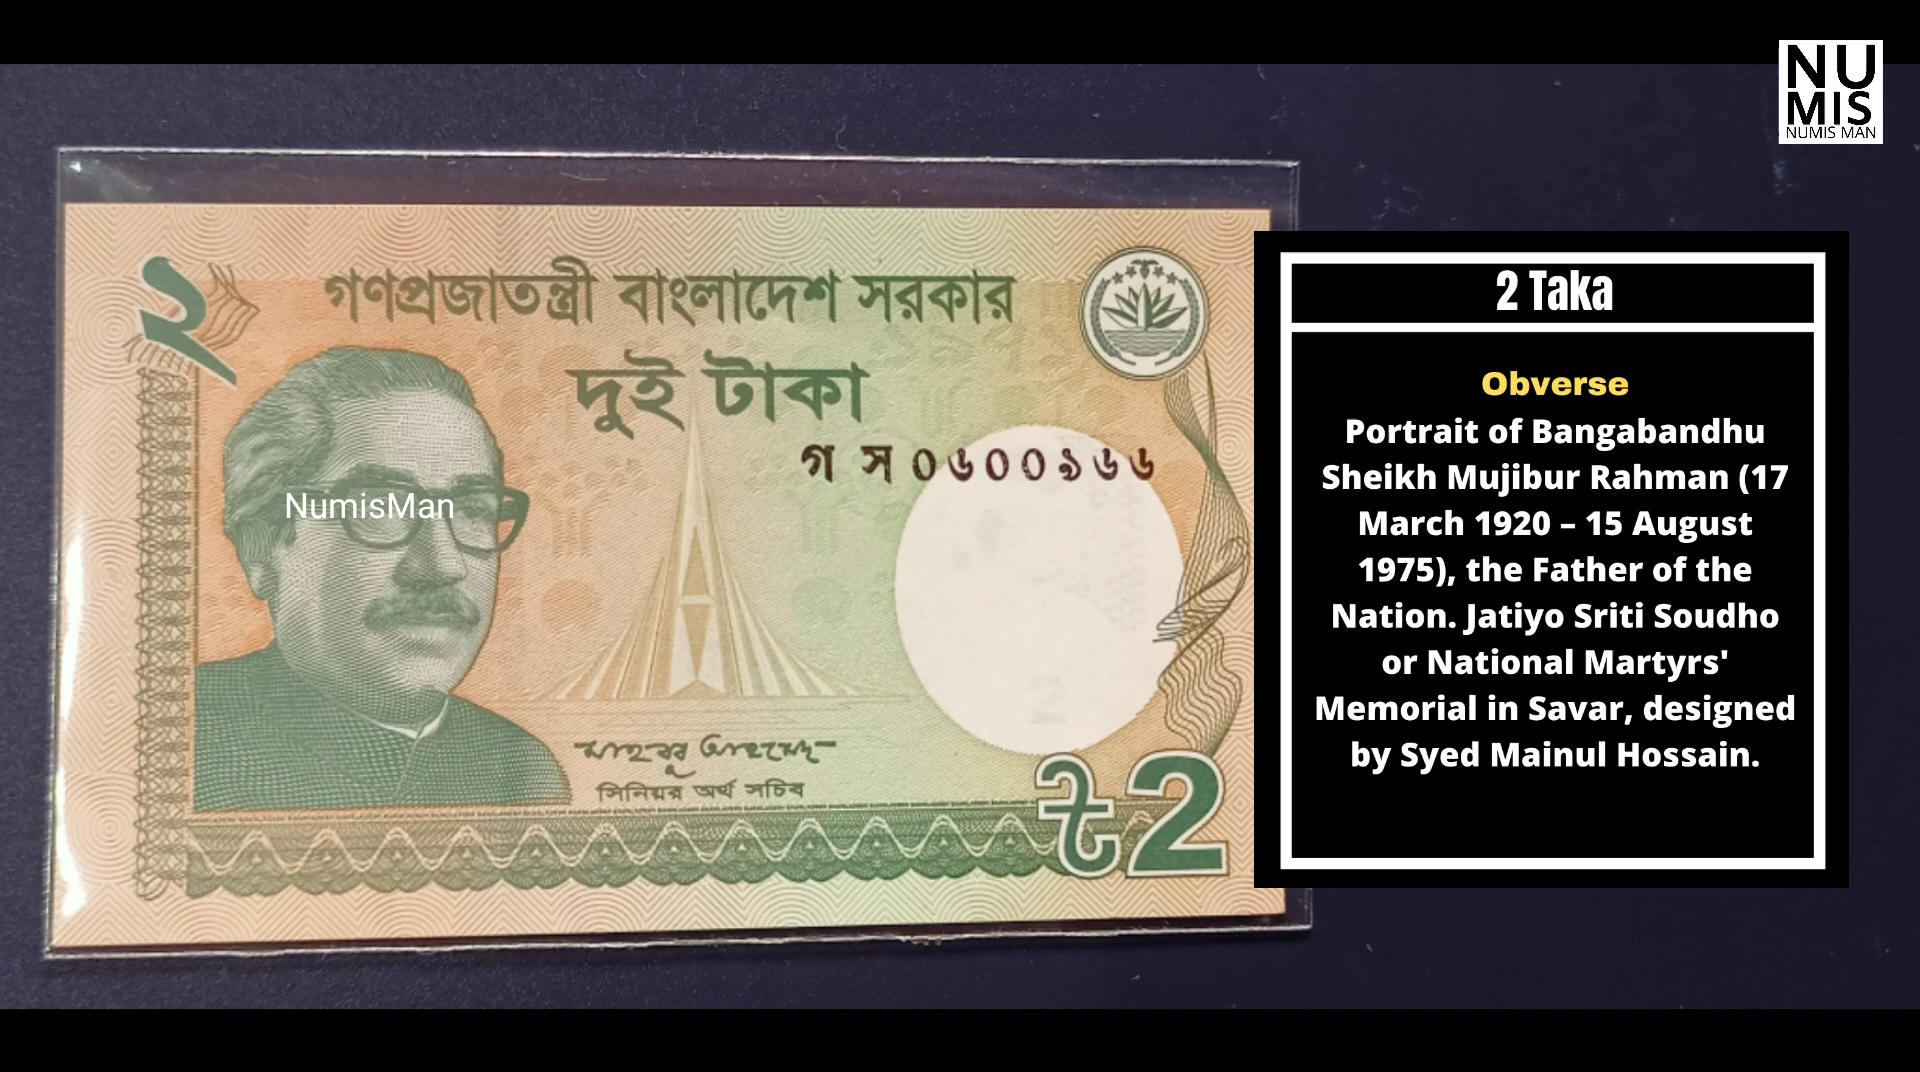 NU
MIS
NUMIS MAN
২
গণপ্রজাতন্ত্রী বাংলাদেশ সরকার
দুই টাকা
গ স ০৬০০১৬৬
NumisMan
সিনিয়র অর্থ সচিব
৳2
2 Taka
Obverse
Portrait of Bangabandhu
Sheikh Mujibur Rahman (17
March 1920 – 15 August
1975), the Father of the
Nation. Jatiyo Sriti Soudho
or National Martyrs'
Memorial in Savar, designed
by Syed Mainul Hossain.